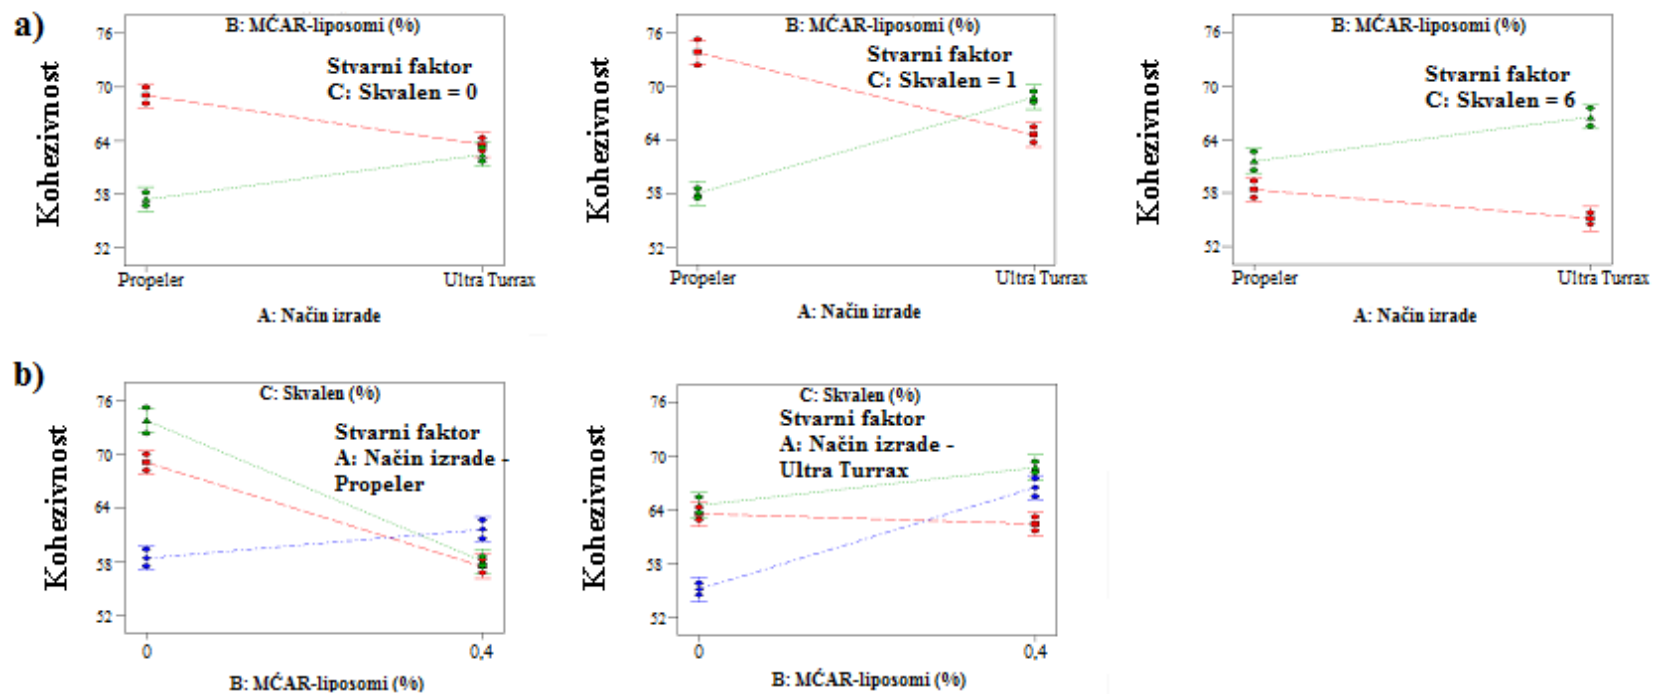 a)
B: MĆAR-liposomi (%)
Stvarni faktor
C: Skvalen = 0
Kohezivnost
76
70
64
58
52
Propeler
Ultra Turrax
A: Način izrade
B: MĆAR-liposomi (%)
Stvarni faktor
C: Skvalen = 1
Kohezivnost
76
70
64
58
52
Propeler
Ultra Turrax
A: Način izrade
B: MĆAR-liposomi (%)
Stvarni faktor
C: Skvalen = 6
Kohezivnost
76
70
64
58
52
Propeler
Ultra Turrax
A: Način izrade
b)
C: Skvalen (%)
Stvarni faktor
A: Način izrade -
Propeler
Kohezivnost
76
70
64
58
52
0
0,4
B: MĆAR-liposomi (%)
C: Skvalen (%)
Stvarni faktor
A: Način izrade -
Ultra Turrax
Kohezivnost
76
70
64
58
52
0
0,4
B: MĆAR-liposomi (%)